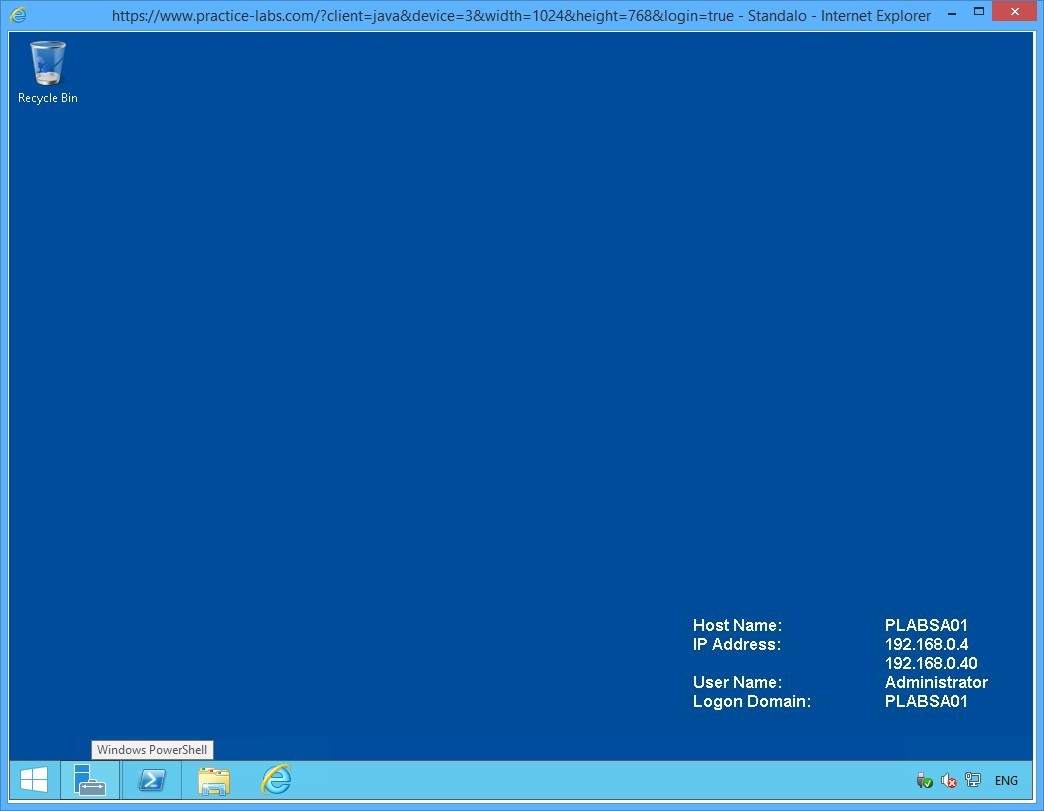 https://www.practice-labs.com/?client=java&device=3&width=1024&height=768&login=true - Standalo - Internet Explorer
Recycle Bin
Host Name: PLABSA01
IP Address: 192.168.0.4
192.168.0.40
User Name: Administrator
Logon Domain: PLABSA01
Windows PowerShell
ENG